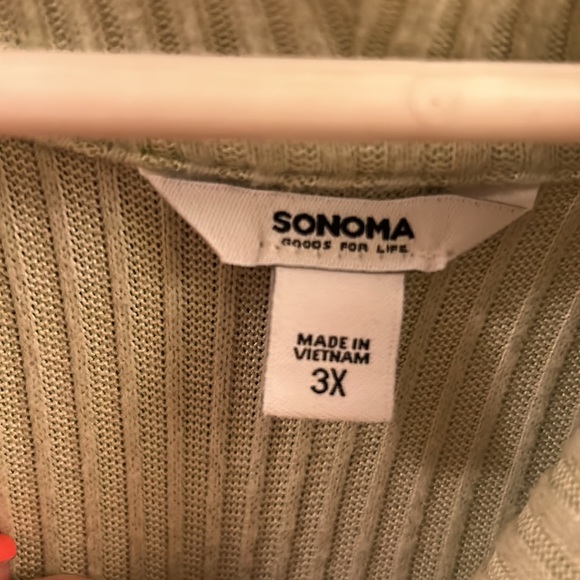 SONOMA
GOODS FOR LIFE
MADE IN
VIETNAM
3X